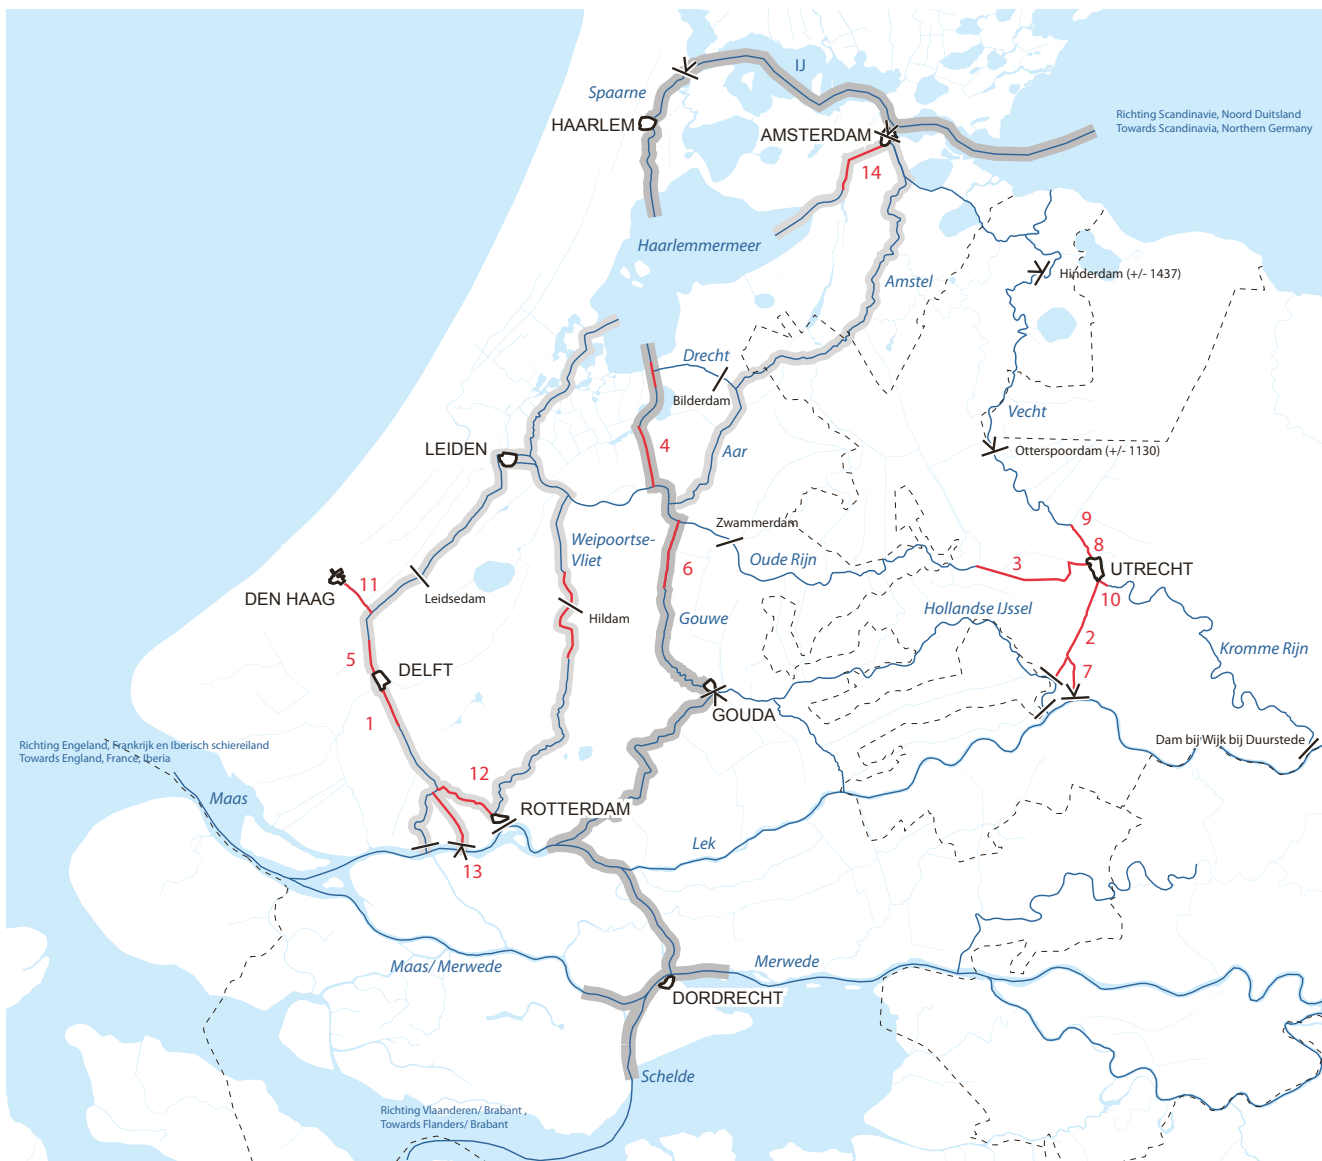 IJ
Spaarne
HAARLEM
AMSTERDAM
Richting Scandinavie, Noord Duitsland
Towards Scandinavia, Northern Germany
14
Haarlemmermeer
Amstel
Hinderdam (+/- 1437)
Drecht
Bilderdam
Vecht
LEIDEN
4
Aar
Otterspoordam (+/- 1130)
9
Zwammerdam
Weipoortse-
Vliet
8
Oude Rijn
3
UTRECHT
6
11
DEN HAAG
Leidsedam
10
Hollandse IJssel
Hildam
Gouwe
2
Kromme Rijn
5
DELFT
7
GOUDA
1
Dam bij Wijk bij Duurstede
Richting Engeland, Frankrijk en Iberisch schiereiland
Towards England, France, Iberia
12
Maas
ROTTERDAM
Lek
13
Maas/ Merwede
Merwede
DORDRECHT
Schelde
Richting Vlaanderen/ Brabant ,
Towards Flanders/ Brabant